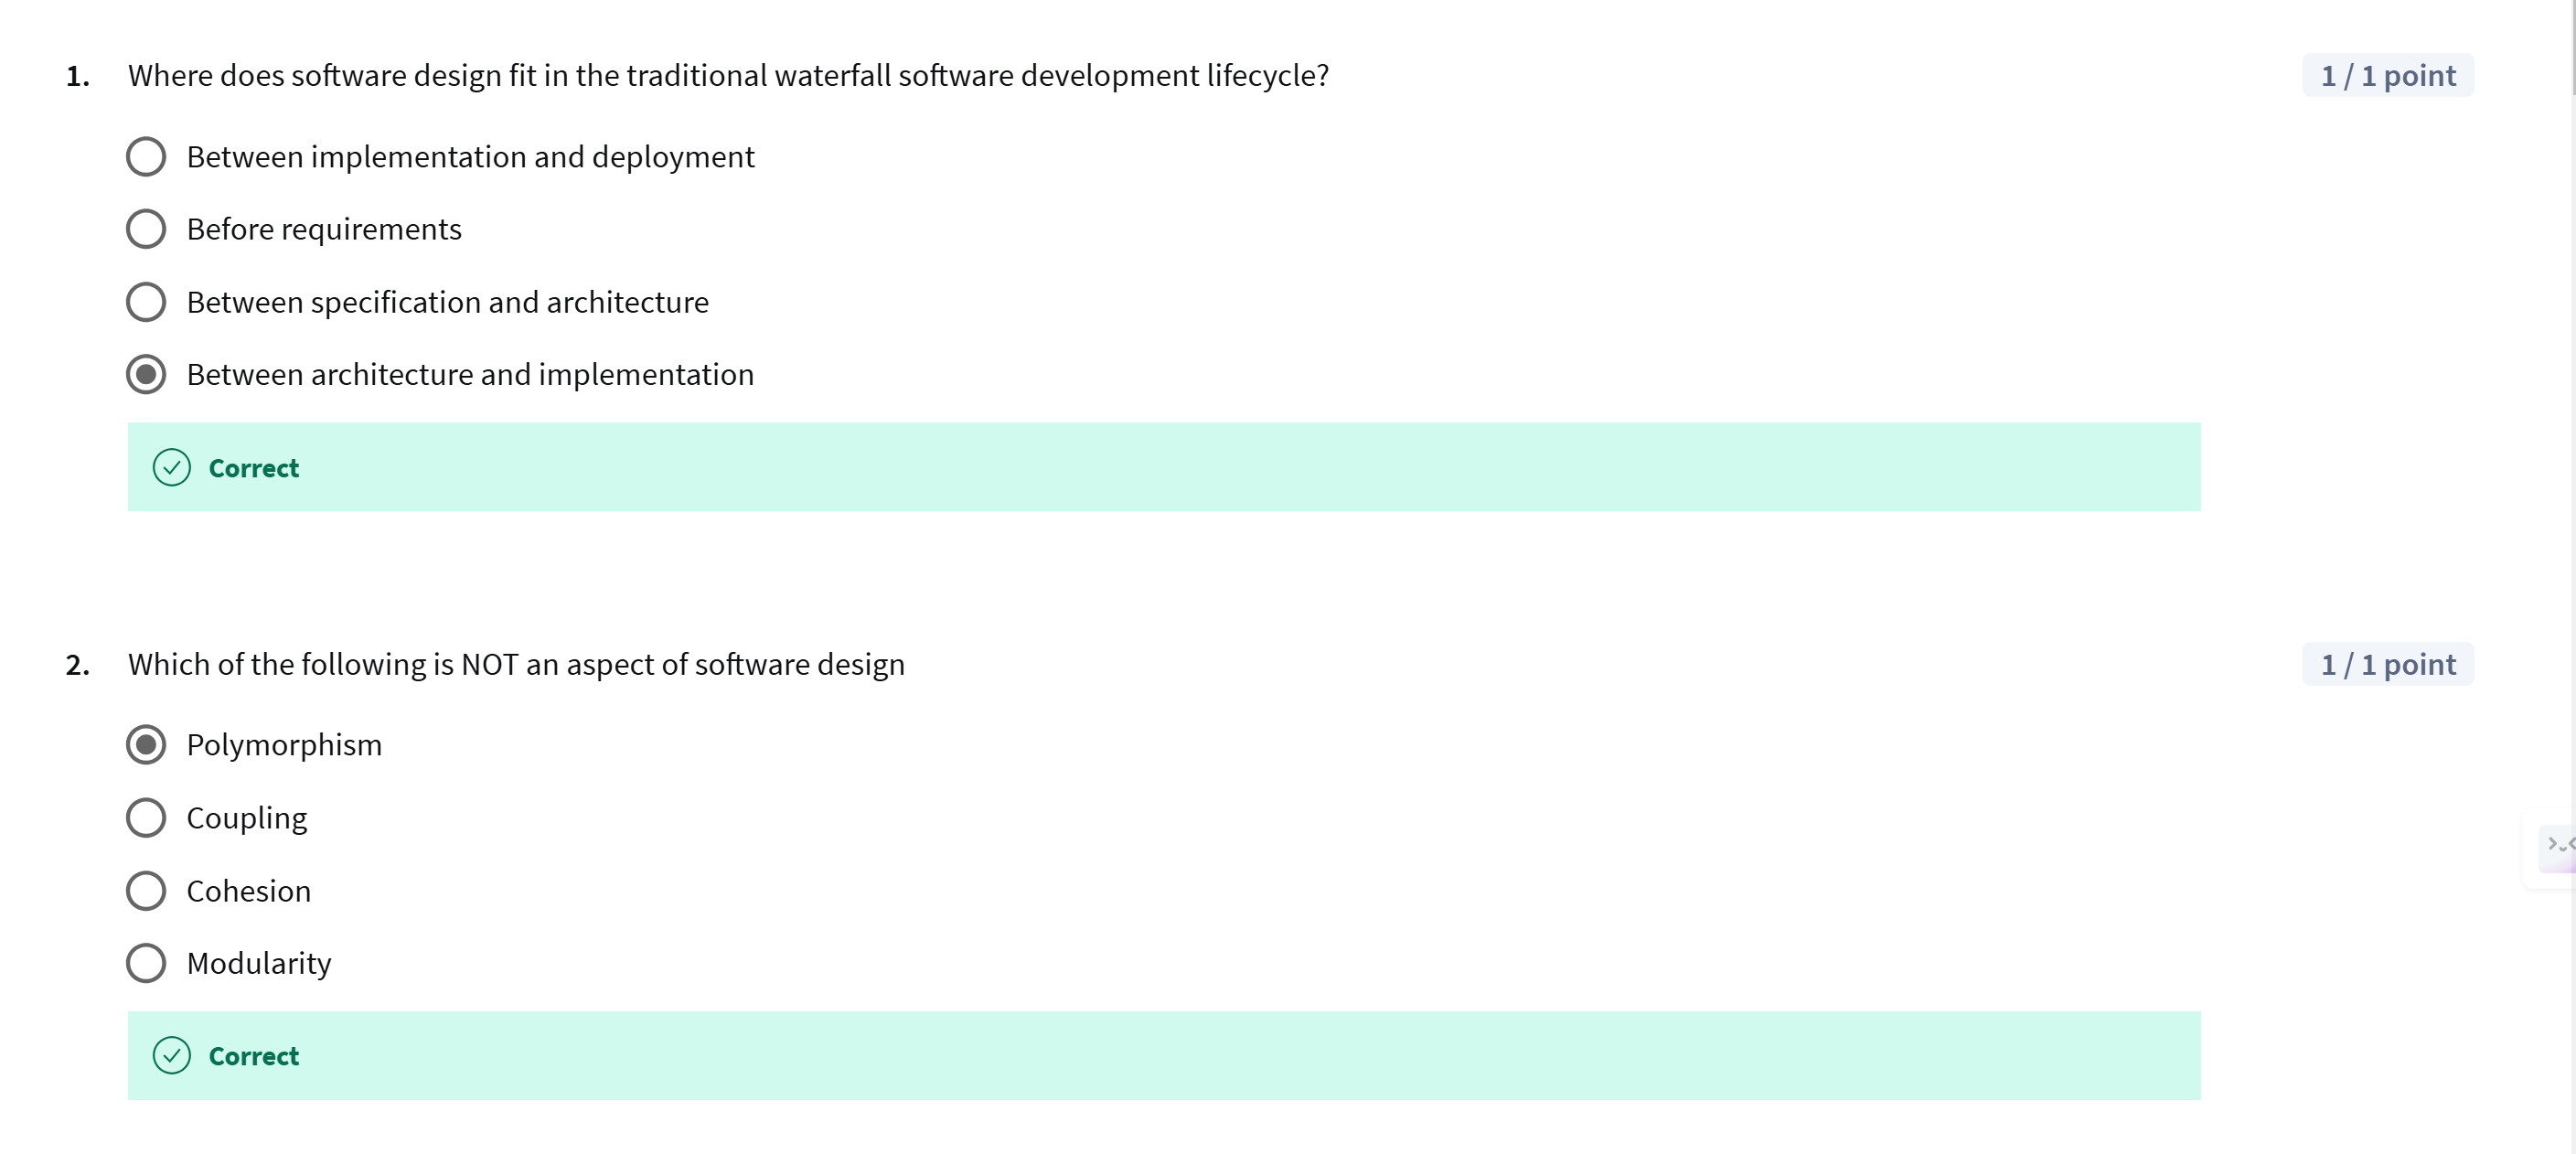 1. Where does software design fit in the traditional waterfall software development lifecycle? 1 / 1 point
Between implementation and deployment
Before requirements
Between specification and architecture
Between architecture and implementation
Correct
2. Which of the following is NOT an aspect of software design 1 / 1 point
Polymorphism
Coupling
Cohesion
Modularity
Correct